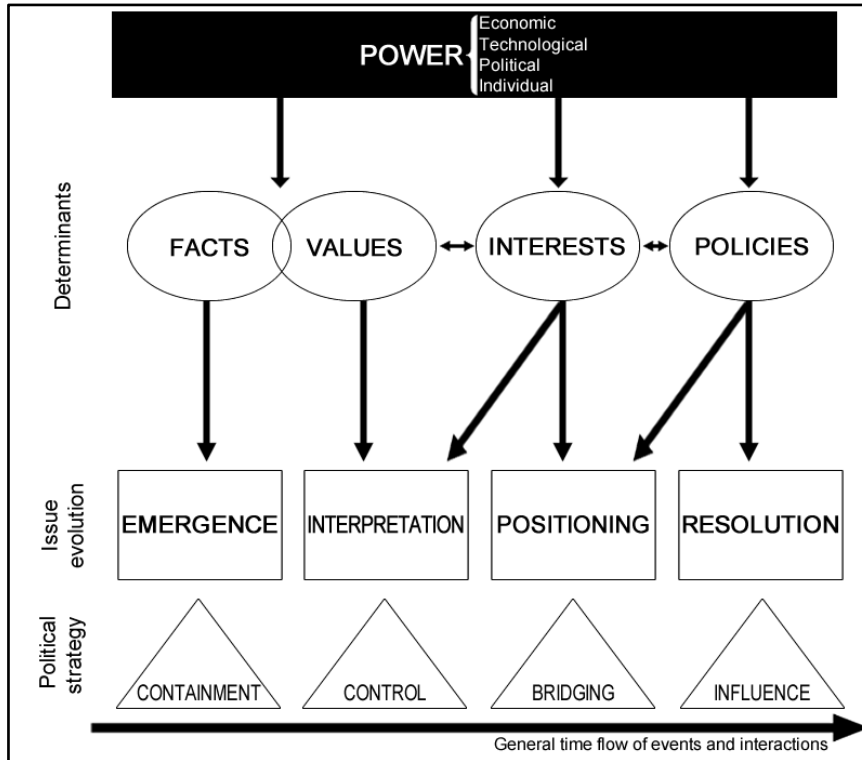 POWER
Economic
Technological
Political
Individual
Determinants
FACTS
VALUES
INTERESTS
POLICIES
Issue
evolution
EMERGENCE
INTERPRETATION
POSITIONING
RESOLUTION
Political
strategy
CONTAINMENT
CONTROL
BRIDGING
INFLUENCE
General time flow of events and interactions